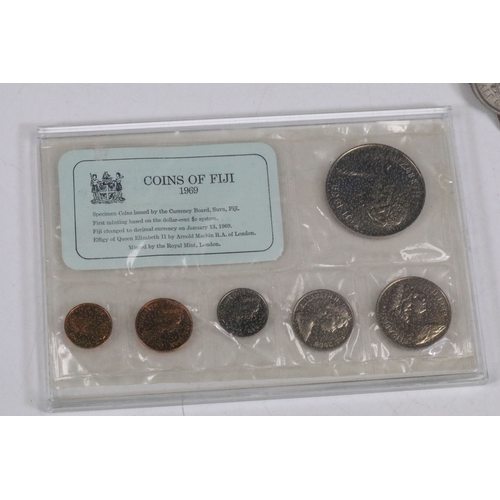 COINS OF FIJI
1969
Specimen Coins issued by the Currency Board, Suva, Fiji.
First minting based on the dollar-cent system.
Fiji changed to decimal currency on January 13, 1969.
Effigy of Queen Elizabeth II by Arnold Machin R.A. of London.
Minted by the Royal Mint, London.